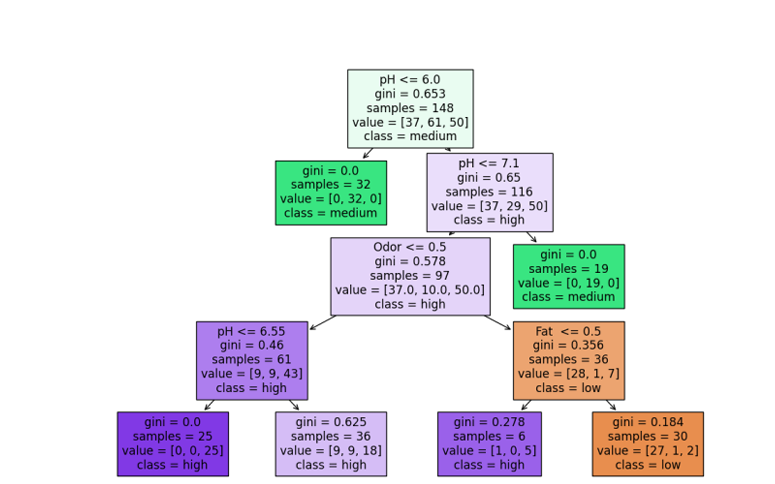 pH <= 6.0
gini = 0.653
samples = 148
value = [37, 61, 50]
class = medium
gini = 0.0
samples = 32
value = [0, 32, 0]
class = medium
pH <= 7.1
gini = 0.65
samples = 116
value = [37, 29, 50]
class = high
Odor <= 0.5
gini = 0.578
samples = 97
value = [37.0, 10.0, 50.0]
class = high
gini = 0.0
samples = 19
value = [0, 19, 0]
class = medium
pH <= 6.55
gini = 0.46
samples = 61
value = [9, 9, 43]
class = high
Fat  <= 0.5
gini = 0.356
samples = 36
value = [28, 1, 7]
class = low
gini = 0.0
samples = 25
value = [0, 0, 25]
class = high
gini = 0.625
samples = 36
value = [9, 9, 18]
class = high
gini = 0.278
samples = 6
value = [1, 0, 5]
class = high
gini = 0.184
samples = 30
value = [27, 1, 2]
class = low